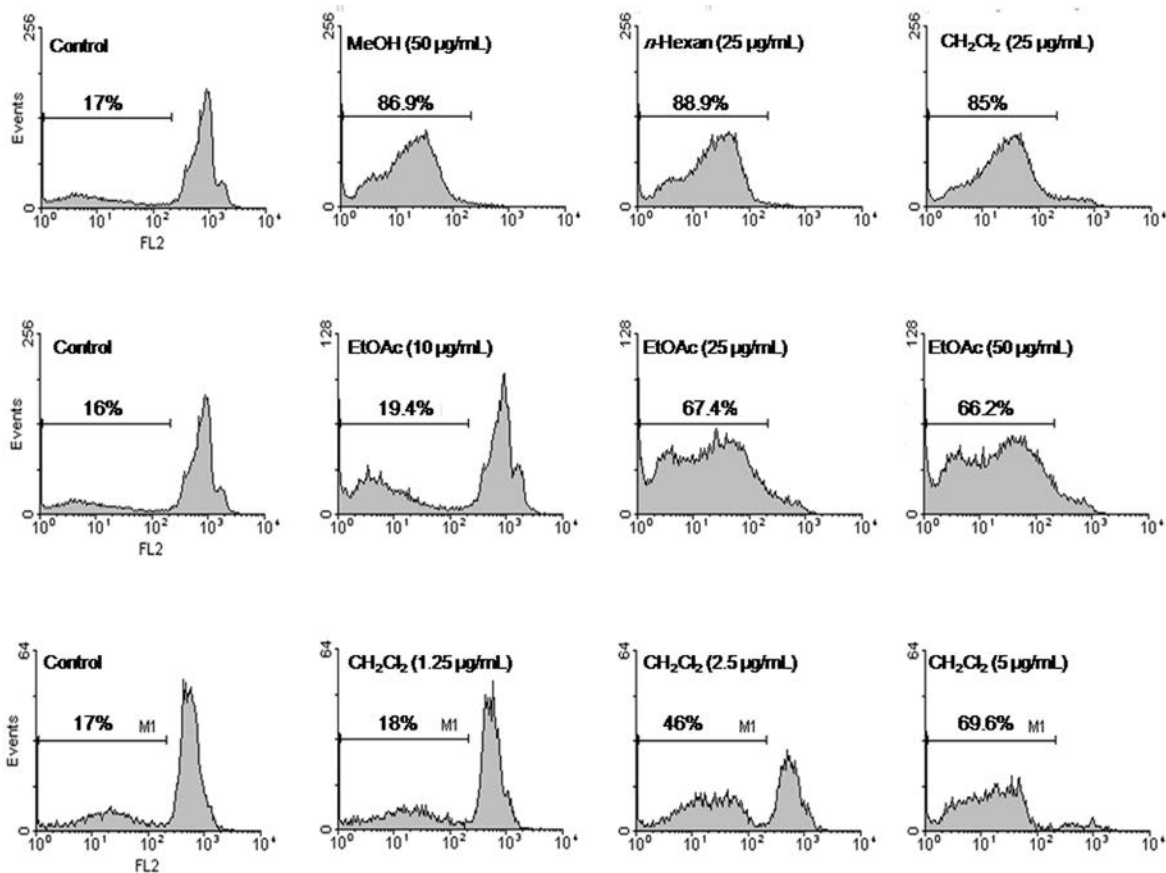 256 256 256 256
Control MeOH (50 µg/mL) n-Hexan (25 µg/mL) CH₂Cl₂ (25 µg/mL)
17% 86.9% 88.9% 85%
Events
0 0 0 0
10⁰ 10¹ 10² 10³ 10⁴ 10⁰ 10¹ 10² 10³ 10⁴ 10⁰ 10¹ 10² 10³ 10⁴ 10⁰ 10¹ 10² 10³ 10⁴
FL2
256 128 128 128
Control EtOAc (10 µg/mL) EtOAc (25 µg/mL) EtOAc (50 µg/mL)
16% 19.4% 67.4% 66.2%
Events
0 0 0 0
10⁰ 10¹ 10² 10³ 10⁴ 10⁰ 10¹ 10² 10³ 10⁴ 10⁰ 10¹ 10² 10³ 10⁴ 10⁰ 10¹ 10² 10³ 10⁴
FL2
64 64 64 64
Control CH₂Cl₂ (1.25 µg/mL) CH₂Cl₂ (2.5 µg/mL) CH₂Cl₂ (5 µg/mL)
17% M1 18% M1 46% M1 69.6% M1
Events
0 0 0 0
10⁰ 10¹ 10² 10³ 10⁴ 10⁰ 10¹ 10² 10³ 10⁴ 10⁰ 10¹ 10² 10³ 10⁴ 10⁰ 10¹ 10² 10³ 10⁴